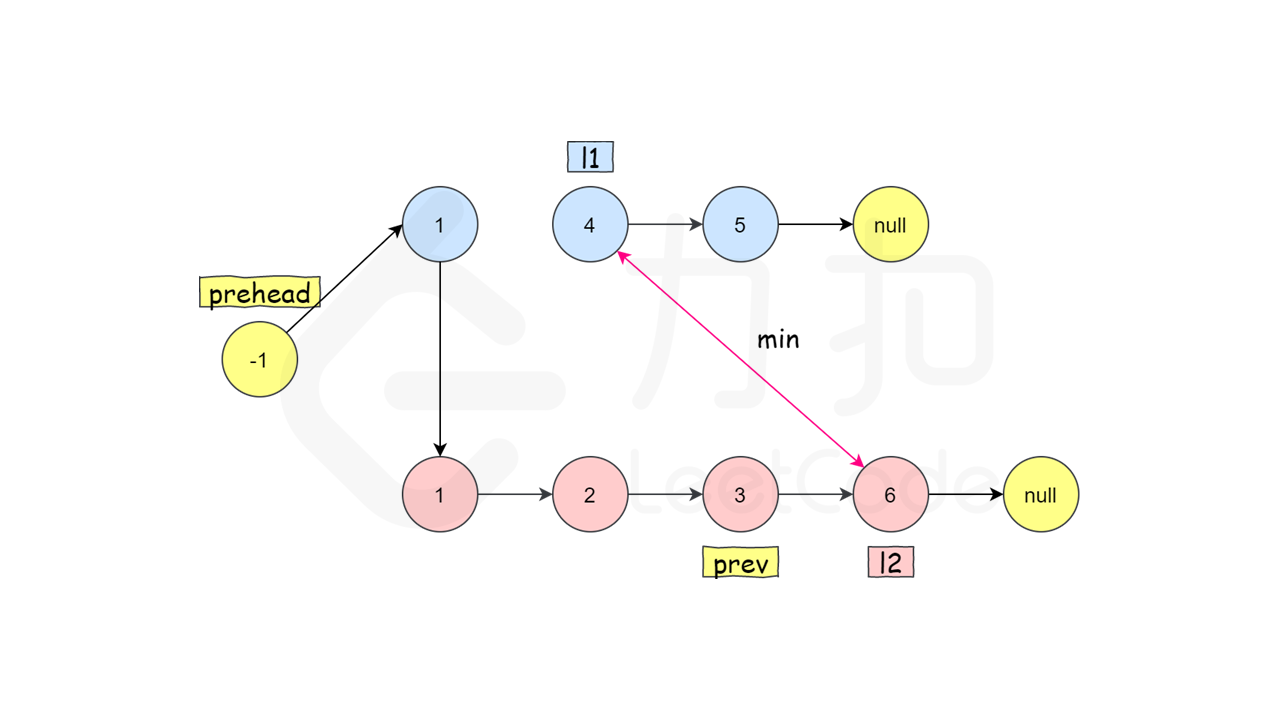 l1
1
4
5
null
prehead
-1
min
1
2
3
6
null
prev
l2
力扣
LeetCode